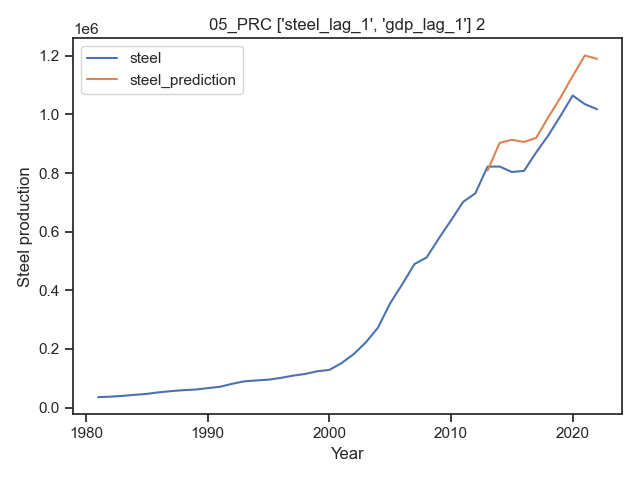 05_PRC ['steel_lag_1', 'gdp_lag_1'] 2
1e6
steel
steel_prediction
1.2
1.0
0.8
0.6
0.4
0.2
0.0
Steel production
1980
1990
2000
2010
2020
Year